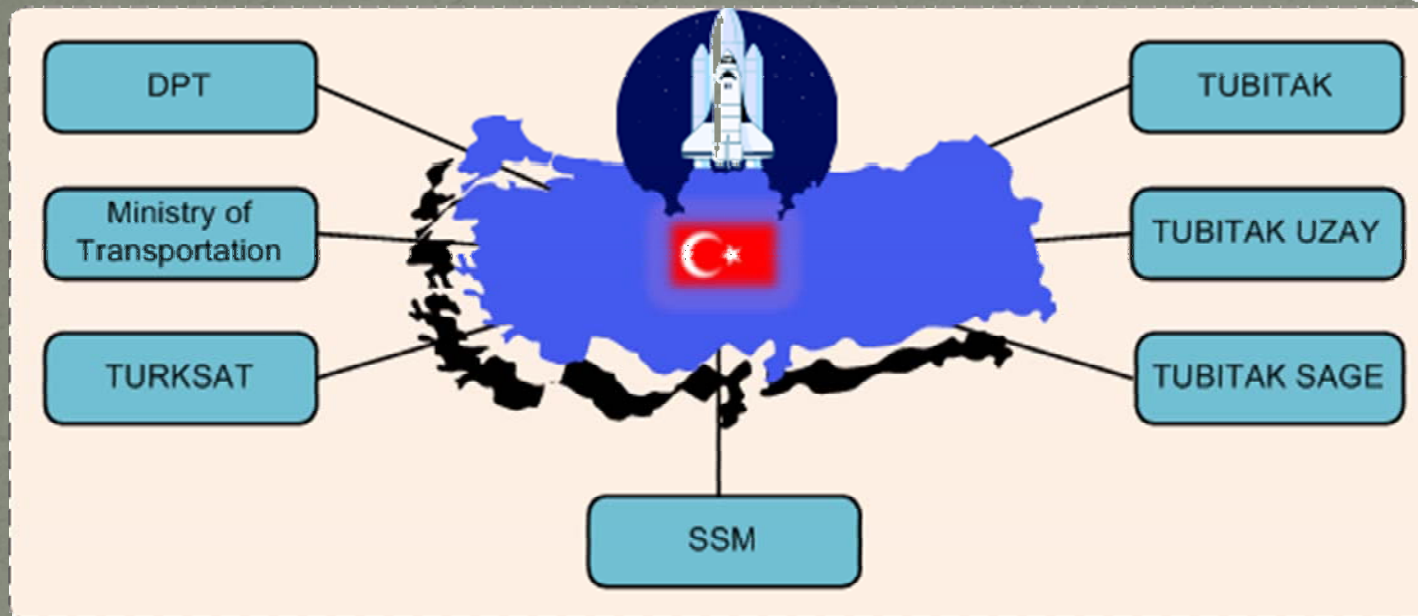 DPT
TUBITAK
Ministry of
Transportation
TUBITAK UZAY
TURKSAT
TUBITAK SAGE
SSM